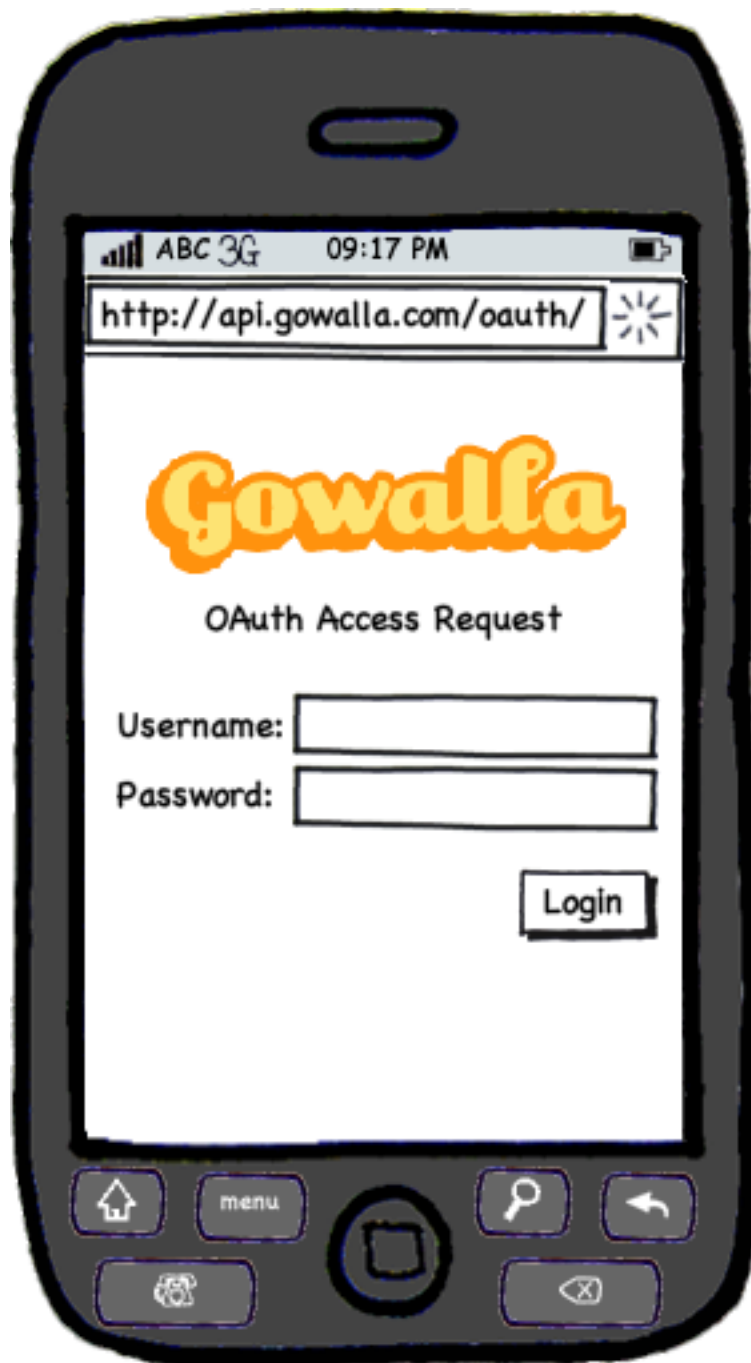 ABC 3G 09:17 PM
http://api.gowalla.com/oauth/
Gowalla
OAuth Access Request
Username:
Password:
Login
menu